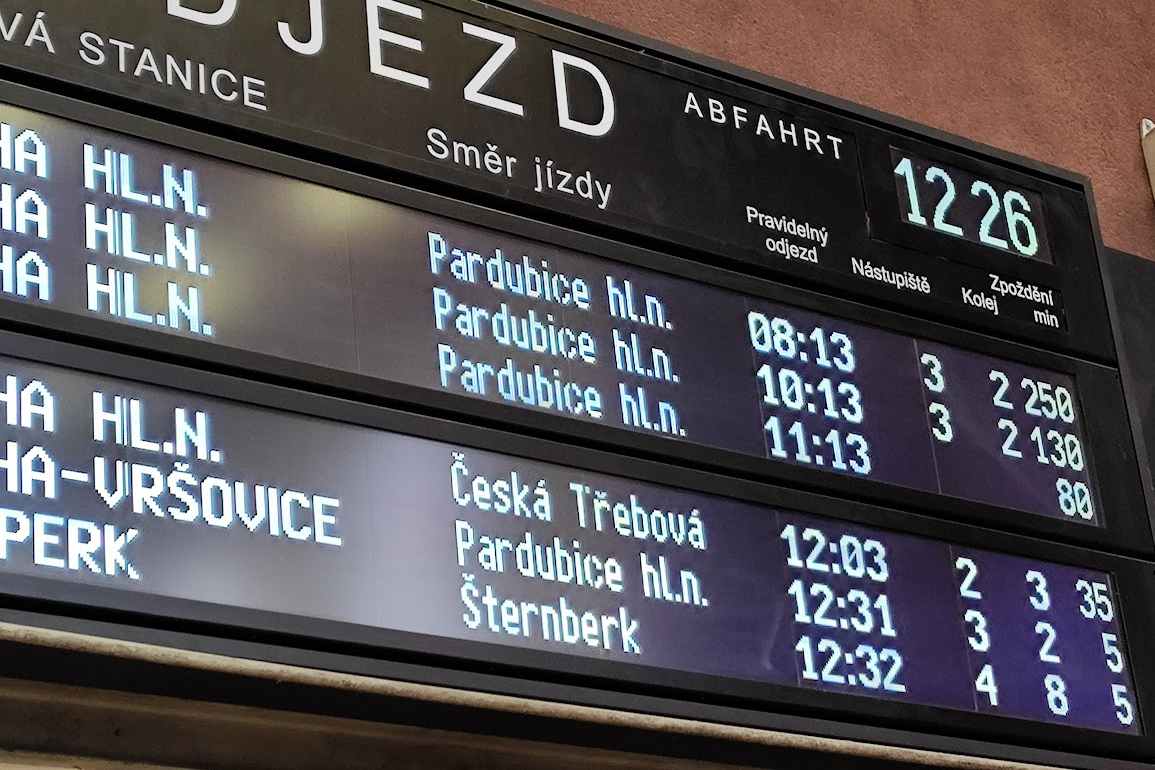 DJEZD
ABFAHRT
VÁ STANICE
Směr jízdy
Pravidelný odjezd
Nástupiště
Kolej
Zpoždění min
12 26
HA HL.N. Pardubice hl.n. 08:13 3 2 250
HA HL.N. Pardubice hl.n. 10:13 3 2 130
HA HL.N. Pardubice hl.n. 11:13 80
HA HL.N. Česká Třebová 12:03 2 3 35
HA-VRŠOVICE Pardubice hl.n. 12:31 3 2 5
PERK Šternberk 12:32 4 8 5